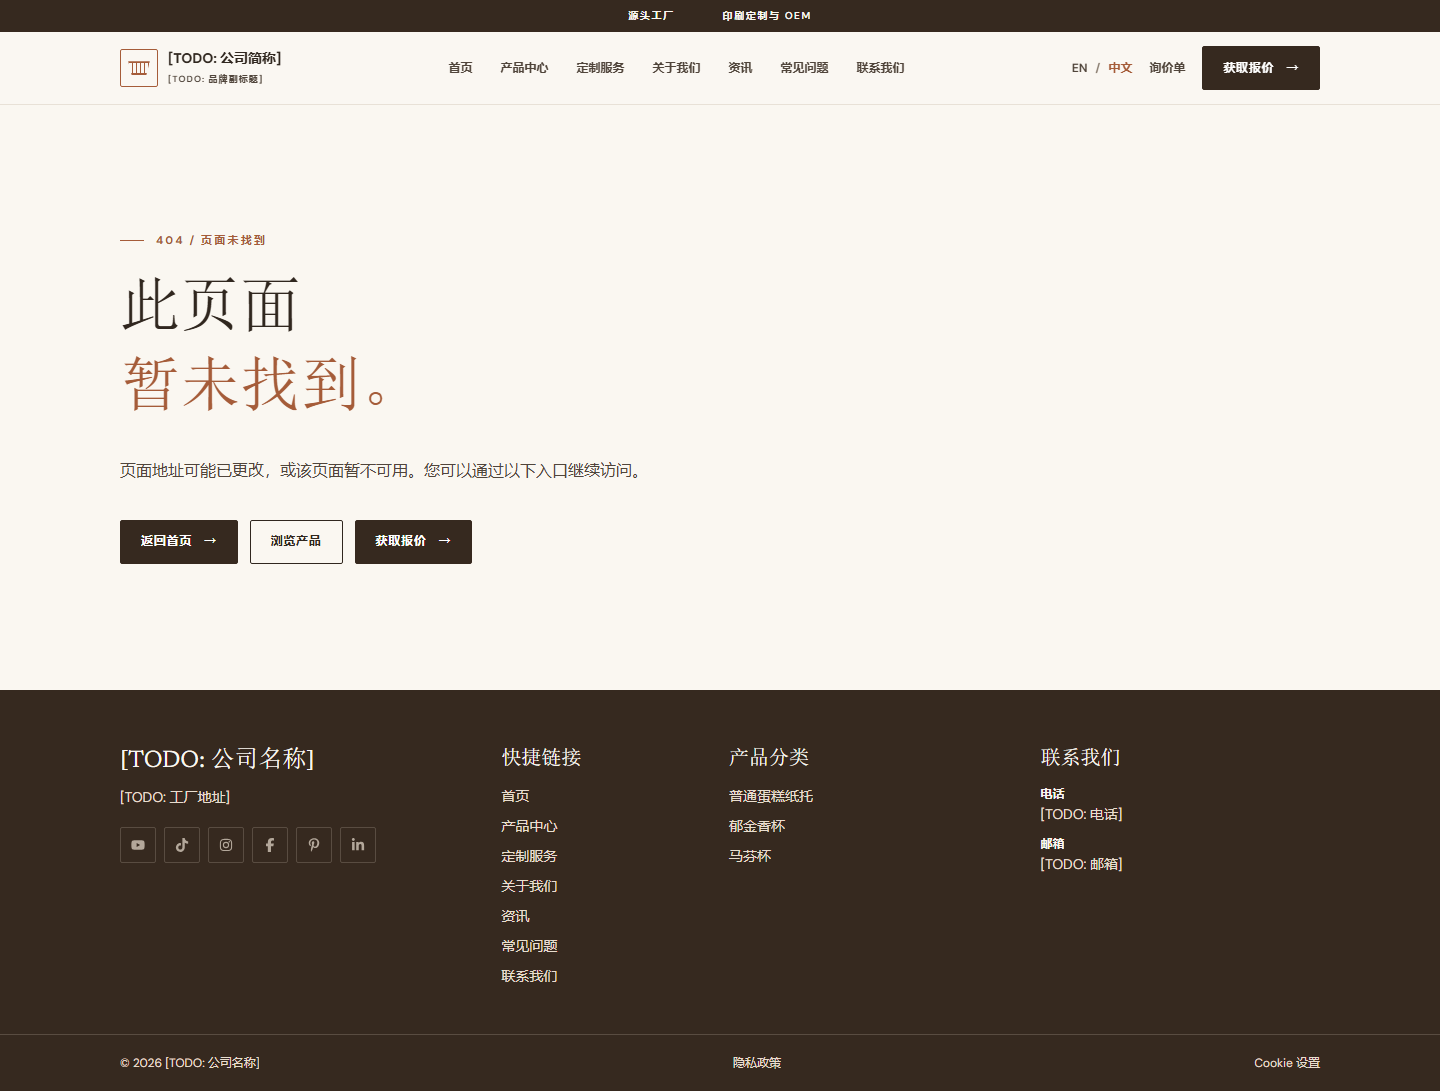 源头工厂 印刷定制与 OEM
[TODO: 公司简称]
[TODO: 品牌副标题]
首页 产品中心 定制服务 关于我们 资讯 常见问题 联系我们
EN / 中文 询价单 获取报价 →
404 / 页面未找到
此页面
暂未找到。
页面地址可能已更改，或该页面暂不可用。您可以通过以下入口继续访问。
返回首页 → 浏览产品 获取报价 →
[TODO: 公司名称]
[TODO: 工厂地址]
快捷链接
首页
产品中心
定制服务
关于我们
资讯
常见问题
联系我们
产品分类
普通蛋糕纸托
郁金香杯
马芬杯
联系我们
电话
[TODO: 电话]
邮箱
[TODO: 邮箱]
© 2026 [TODO: 公司名称] 隐私政策 Cookie 设置